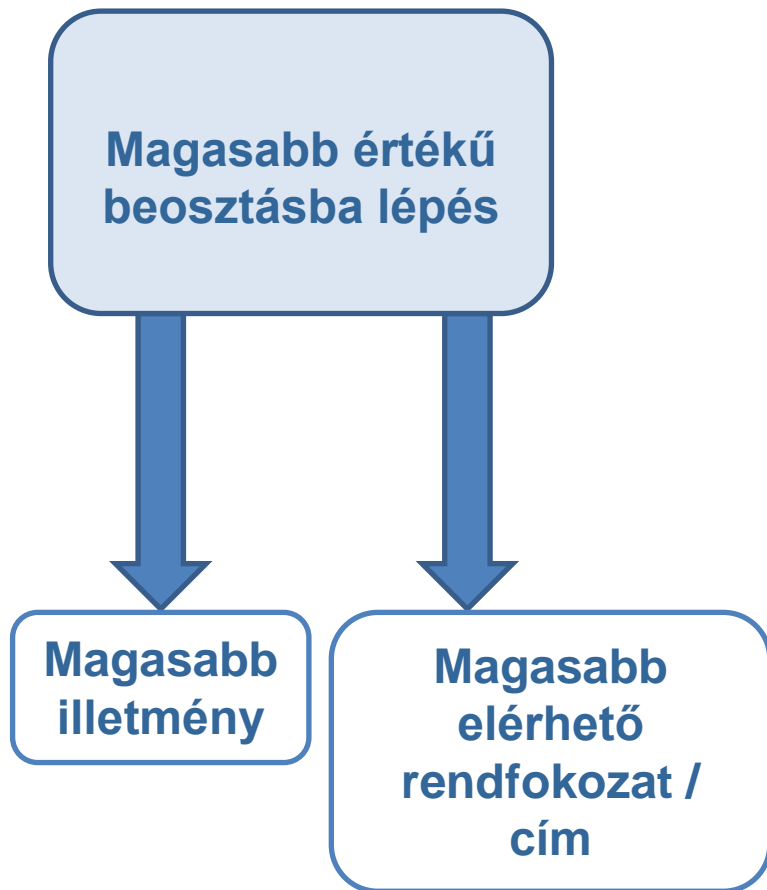 Magasabb értékű
beosztásba lépés
Magasabb
illetmény
Magasabb
elérhető
rendfokozat /
cím